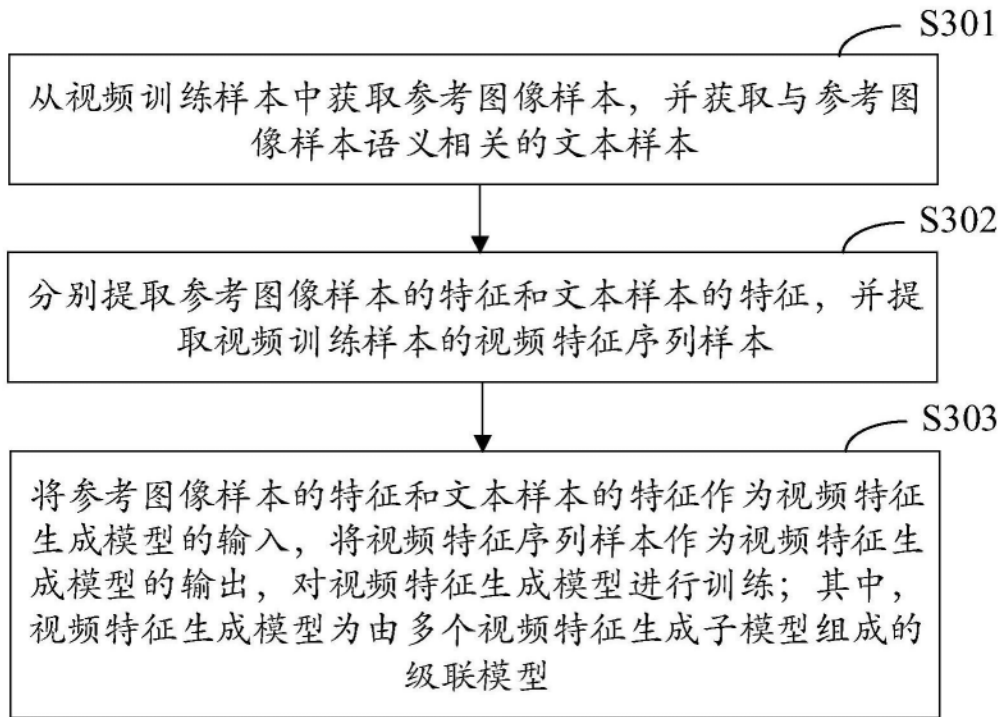 S301
从视频训练样本中获取参考图像样本，并获取与参考图
像样本语义相关的文本样本
S302
分别提取参考图像样本的特征和文本样本的特征，并提
取视频训练样本的视频特征序列样本
S303
将参考图像样本的特征和文本样本的特征作为视频特征
生成模型的输入，将视频特征序列样本作为视频特征生
成模型的输出，对视频特征生成模型进行训练；其中，
视频特征生成模型为由多个视频特征生成子模型组成的
级联模型